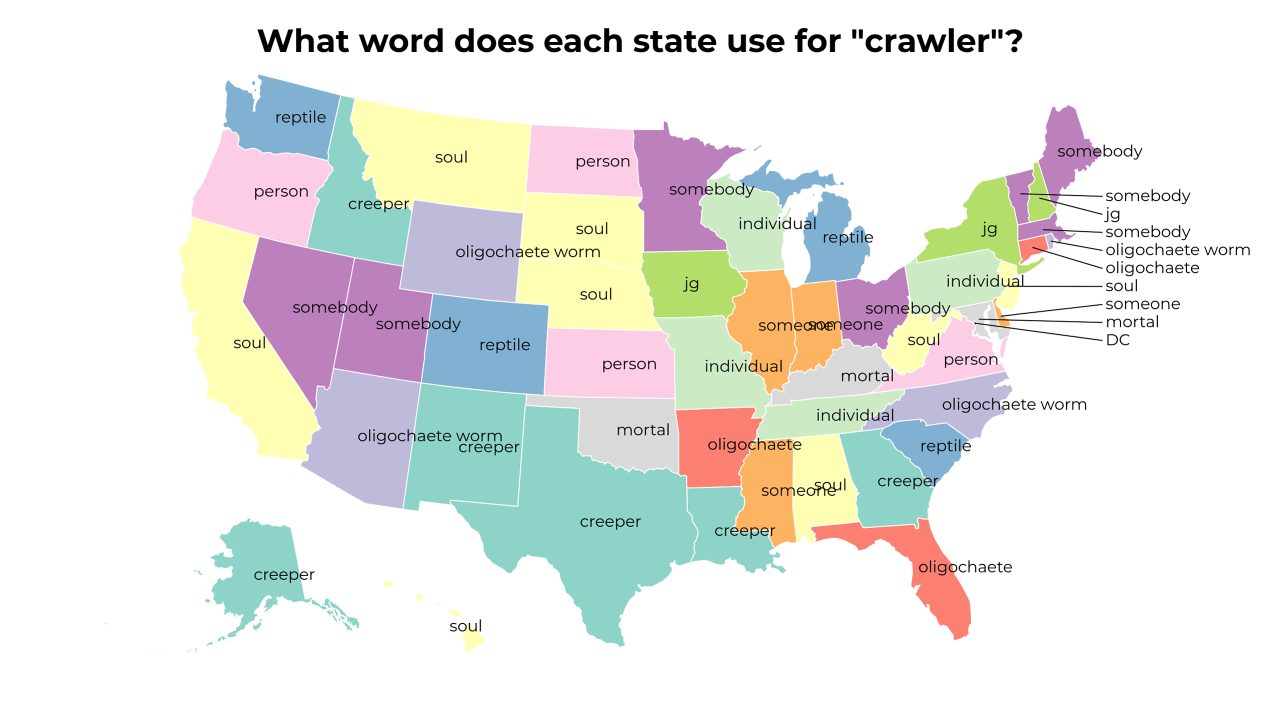 What word does each state use for "crawler"?
reptile
soul
person
somebody
somebody
person
creeper
soul
individual
reptile
jg
somebody
jg
somebody
oligochaete worm
oligochaete
oligochaete worm
soul
jg
individual
soul
someone
mortal
DC
somebody
somebody
soul
reptile
person
individual
someone
someone
somebody
soul
person
mortal
oligochaete worm
creeper
mortal
oligochaete
individual
oligochaete worm
reptile
someone
soul
creeper
creeper
creeper
oligochaete
creeper
soul